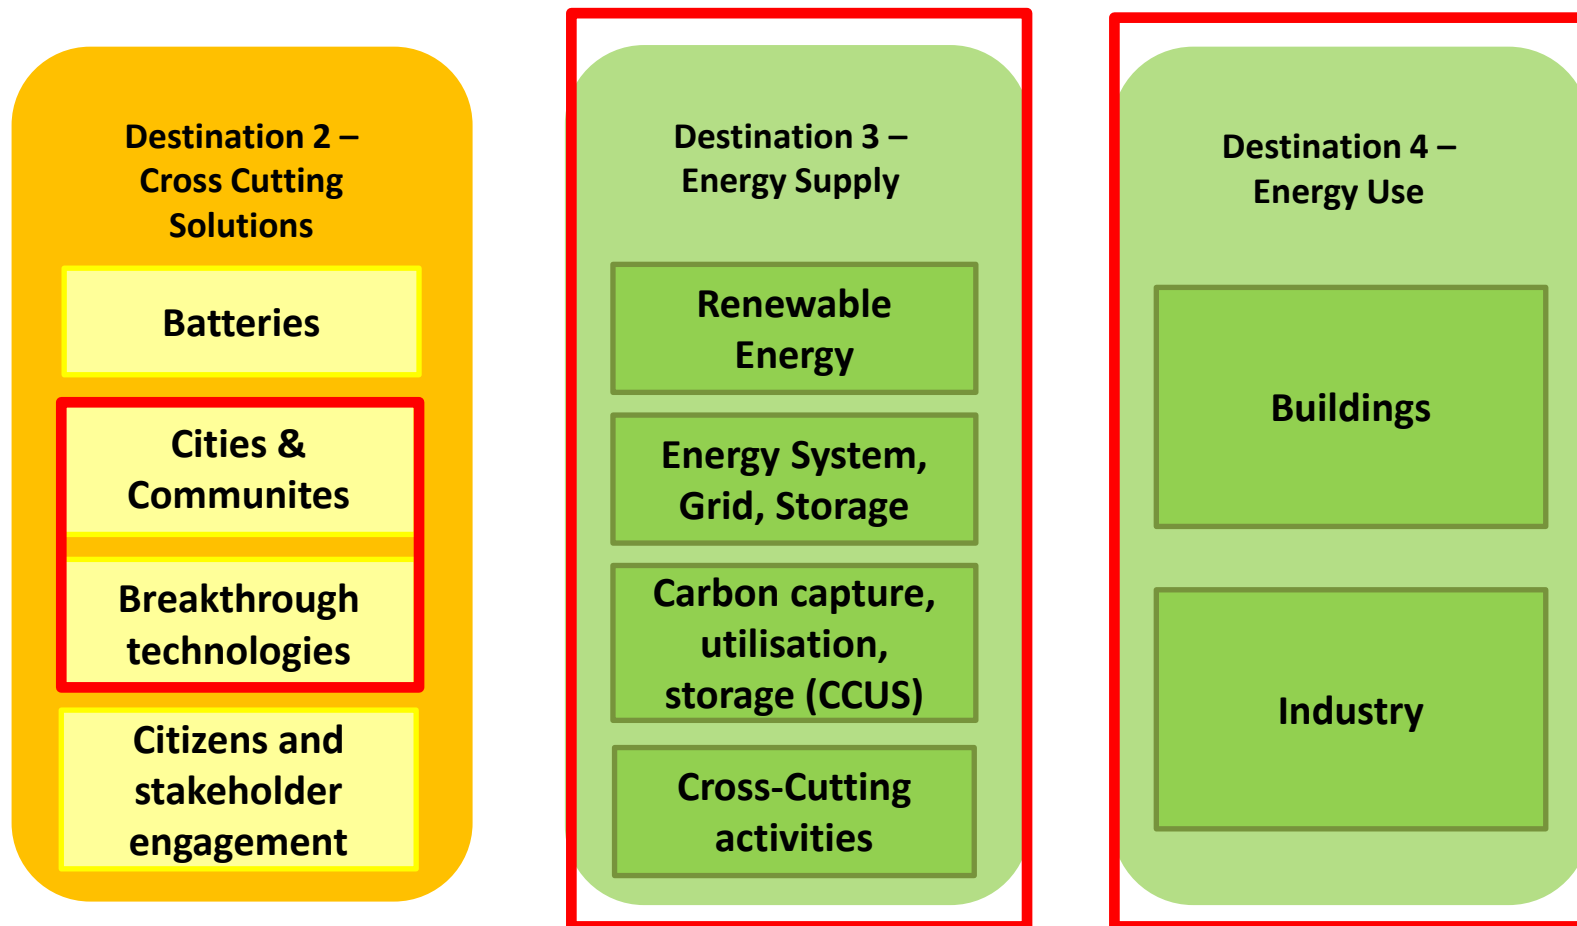 Destination 2 –
Cross Cutting
Solutions
Batteries
Cities &
Communites
Breakthrough
technologies
Citizens and
stakeholder
engagement
Destination 3 –
Energy Supply
Renewable
Energy
Energy System,
Grid, Storage
Carbon capture,
utilisation,
storage (CCUS)
Cross-Cutting
activities
Destination 4 –
Energy Use
Buildings
Industry